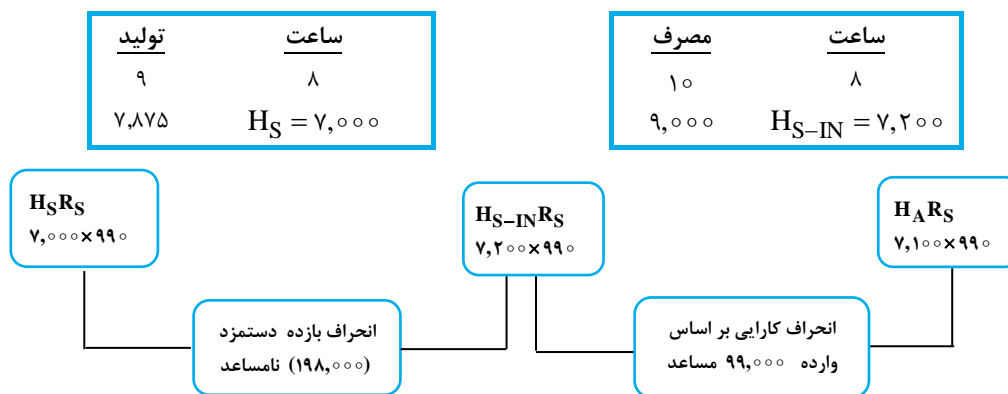 ساعت مصرف
۸ ۱۰
H_{S-IN} = ۷,۲۰۰ ۹,۰۰۰
ساعت تولید
۸ ۹
H_S = ۷,۰۰۰ ۷,۸۷۵
H_S R_S
۷,۰۰۰×۹۹۰
H_{S-IN} R_S
۷,۲۰۰×۹۹۰
H_A R_S
۷,۱۰۰×۹۹۰
انحراف کارایی بر اساس
وارده ۹۹,۰۰۰ مساعد
انحراف بازده دستمزد
(۱۹۸,۰۰۰) نامساعد